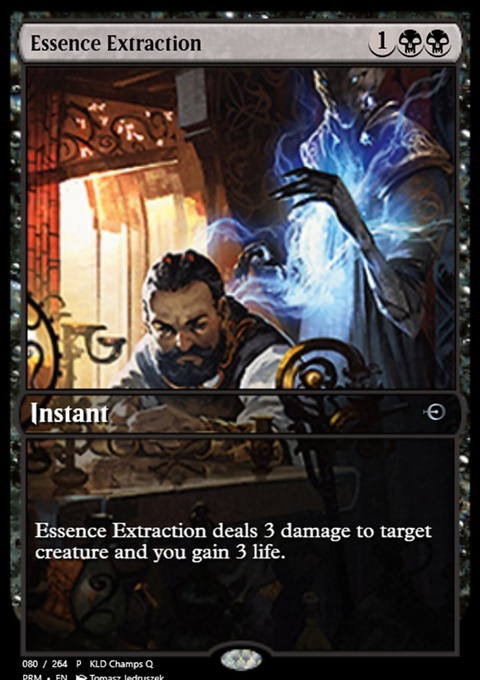 Essence Extraction 1
Instant
Essence Extraction deals 3 damage to target
creature and you gain 3 life.
080 / 264 P KLD Champs Q
PRM • EN Tomasz Jedruszek